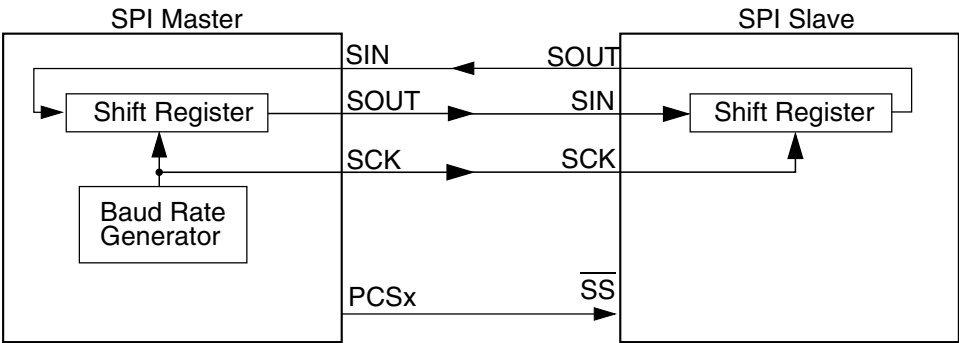 SPI Master
SPI Slave
SIN
SOUT
Shift Register
SOUT
SIN
Shift Register
SCK
SCK
Baud Rate
Generator
PCSx
SS